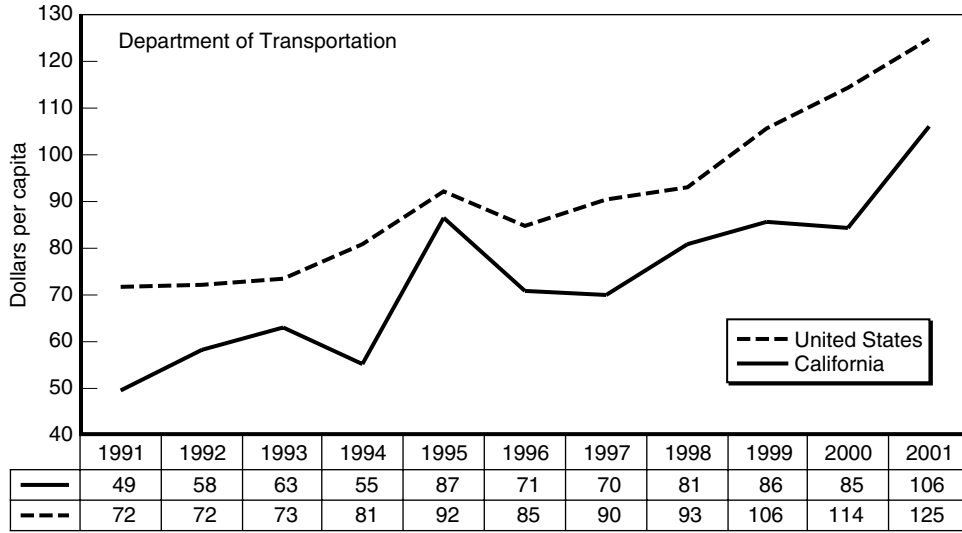 130
Department of Transportation
120
110
100
90
80
70
60
50
40
Dollars per capita
United States
California
1991 1992 1993 1994 1995 1996 1997 1998 1999 2000 2001
49 58 63 55 87 71 70 81 86 85 106
72 72 73 81 92 85 90 93 106 114 125